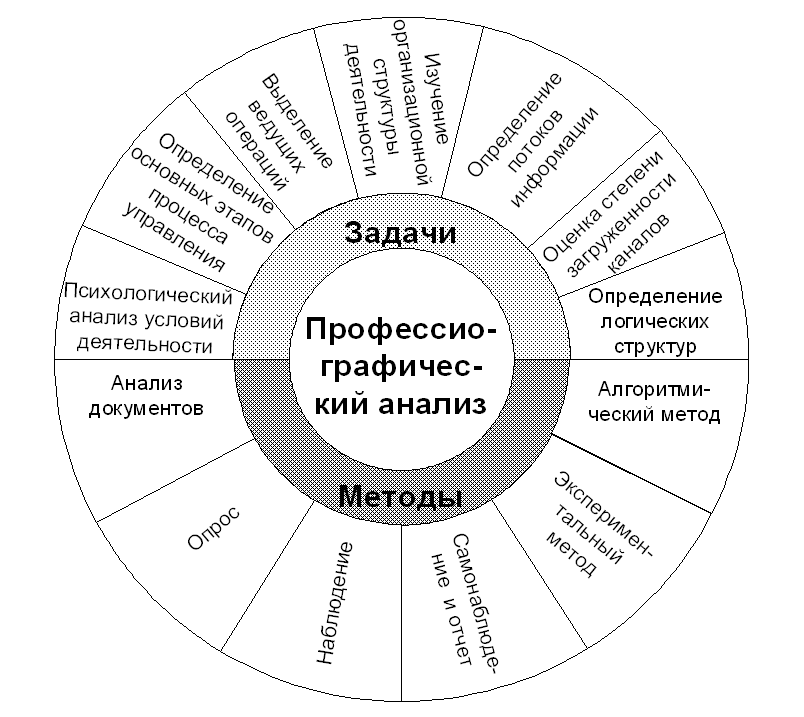 Задачи
Профессио-
графичес-
кий анализ
Методы
Психологический
анализ условий
деятельности
Определение
основных этапов
процесса
управления
Выделение
ведущих
операций
Изучение
организационной
структуры
деятельности
Определение
потоков
информации
Оценка степени
загруженности
каналов
Определение
логических
структур
Алгоритми-
ческий метод
Эксперимен-
тальный
метод
Самонаблюде-
ние и отчет
Наблюдение
Опрос
Анализ
документов